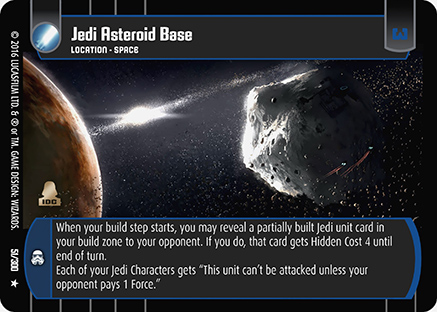 Jedi Asteroid Base
LOCATION - SPACE
3
IDC
When your build step starts, you may reveal a partially built Jedi unit card in
your build zone to your opponent. If you do, that card gets Hidden Cost 4 until
end of turn.
Each of your Jedi Characters gets “This unit can’t be attacked unless your
opponent pays 1 Force.”
© 2016 LUCASFILM LTD. & ® OR TM. GAME DESIGN: WIZARDS.
51/300